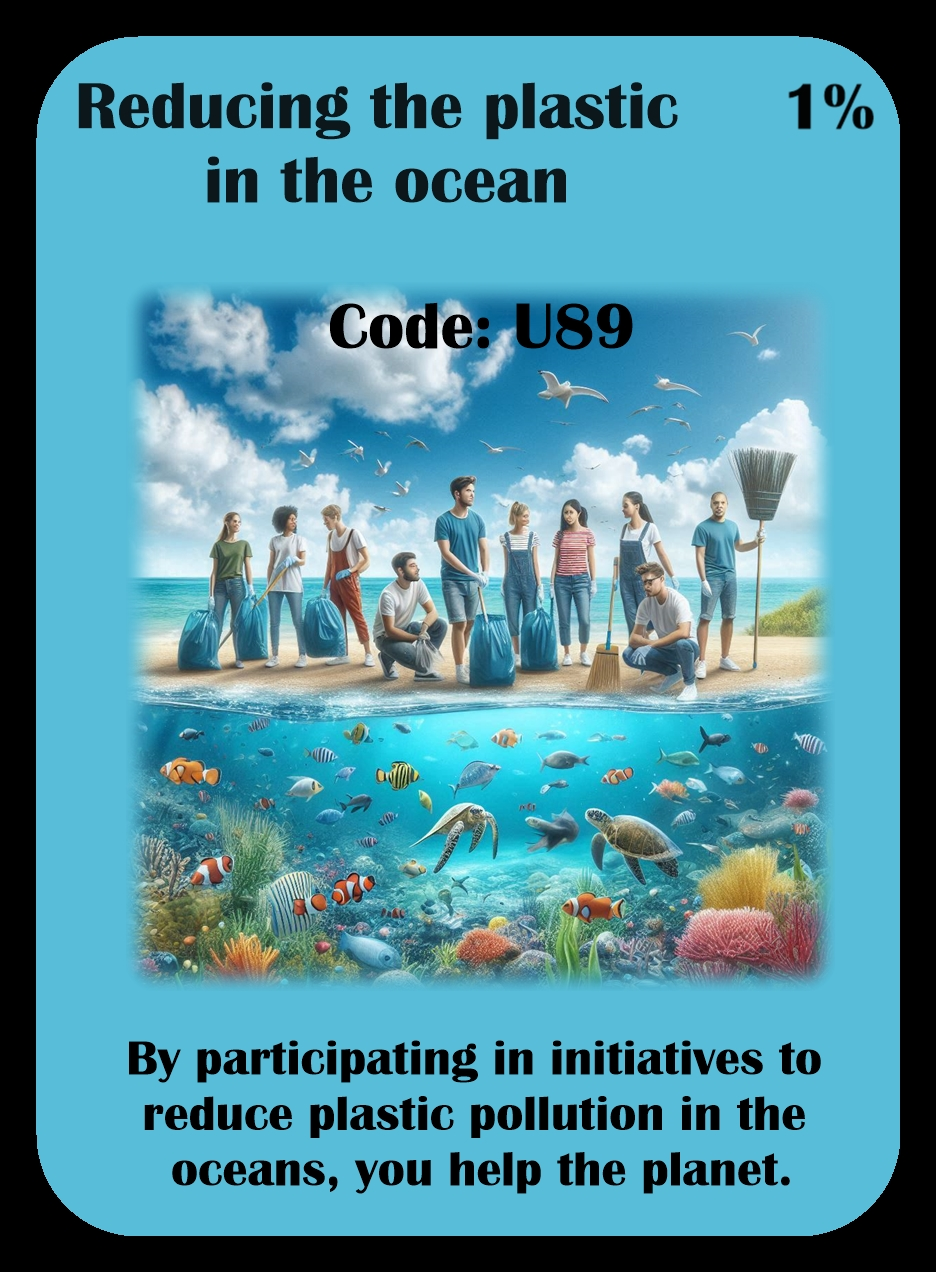 Reducing the plastic 1%
in the ocean
Code: U89
By participating in initiatives to
reduce plastic pollution in the
oceans, you help the planet.